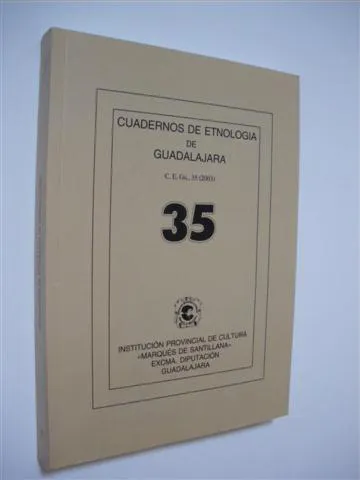 CUADERNOS DE ETNOLOGIA
DE
GUADALAJARA
C. E. Gu., 35 (2003)
35
INSTITUCIÓN PROVINCIAL DE CULTURA
«MARQUÉS DE SANTILLANA»
EXCMA. DIPUTACIÓN
GUADALAJARA